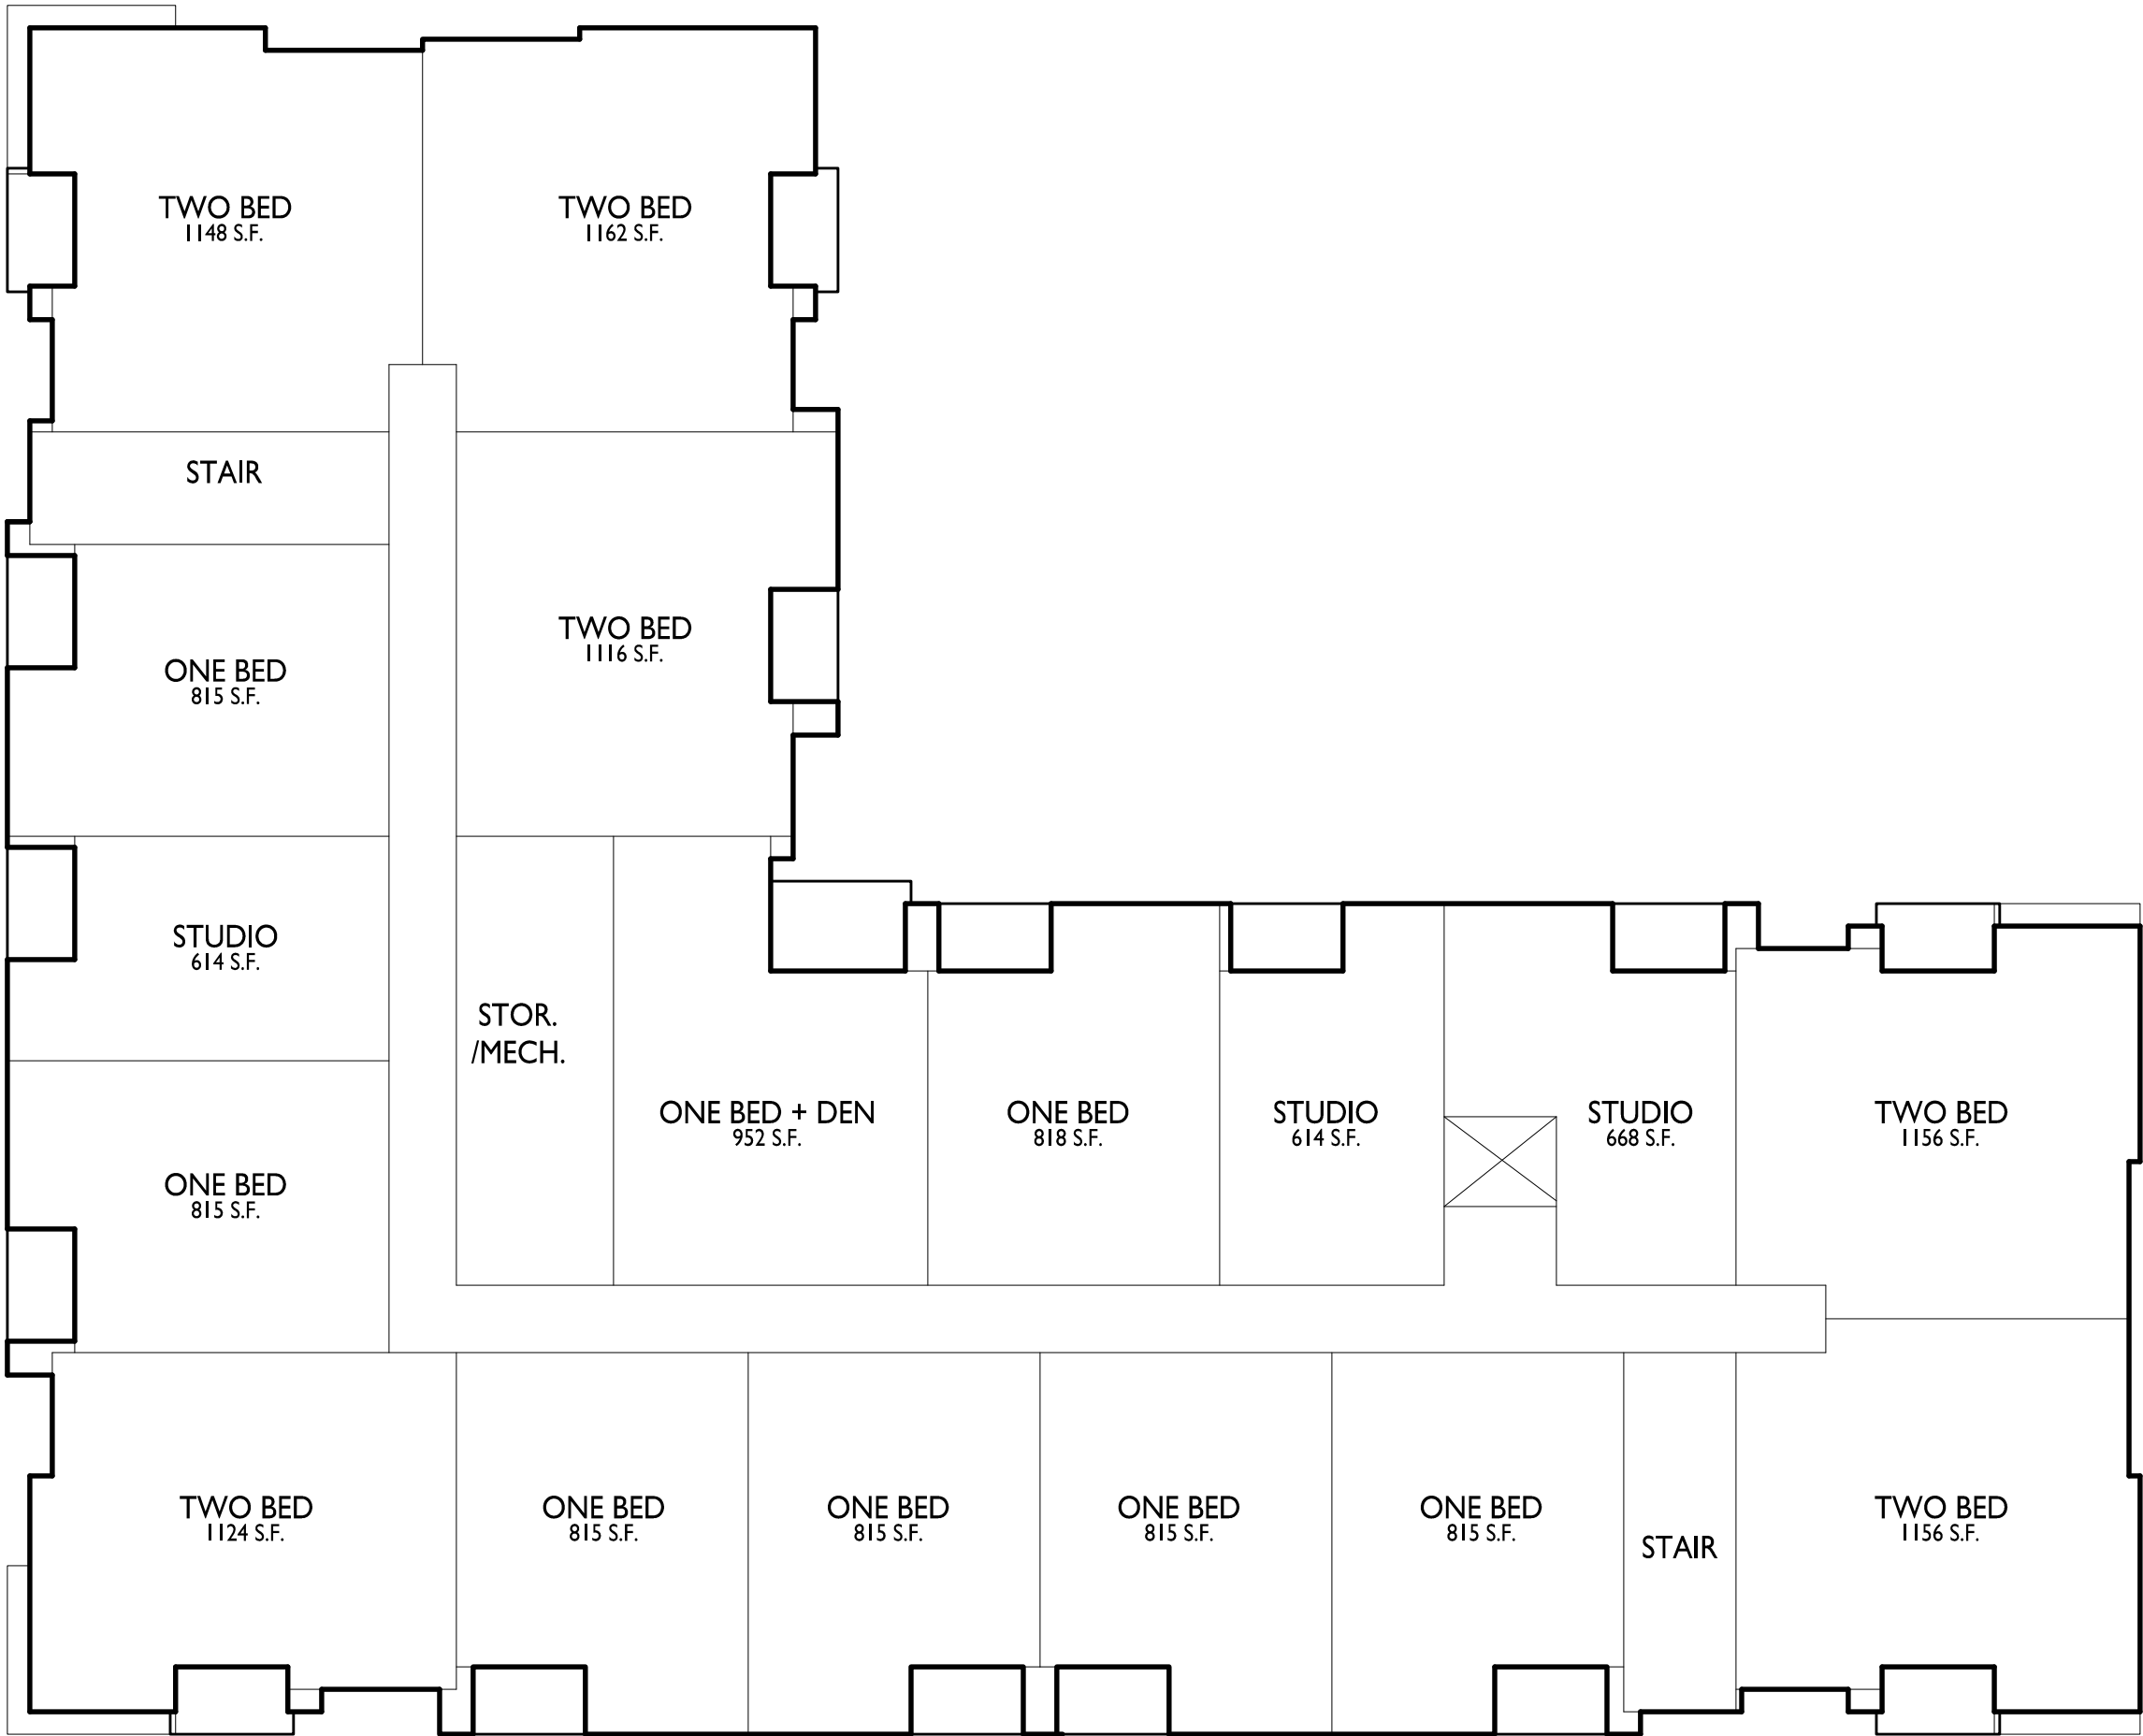 TWO BED
1148 S.F.
TWO BED
1162 S.F.
STAIR
TWO BED
1116 S.F.
ONE BED
815 S.F.
STUDIO
614 S.F.
STOR.
/MECH.
ONE BED + DEN
952 S.F.
ONE BED
818 S.F.
STUDIO
614 S.F.
STUDIO
668 S.F.
TWO BED
1156 S.F.
ONE BED
815 S.F.
TWO BED
1124 S.F.
ONE BED
815 S.F.
ONE BED
815 S.F.
ONE BED
815 S.F.
ONE BED
815 S.F.
STAIR
TWO BED
1156 S.F.